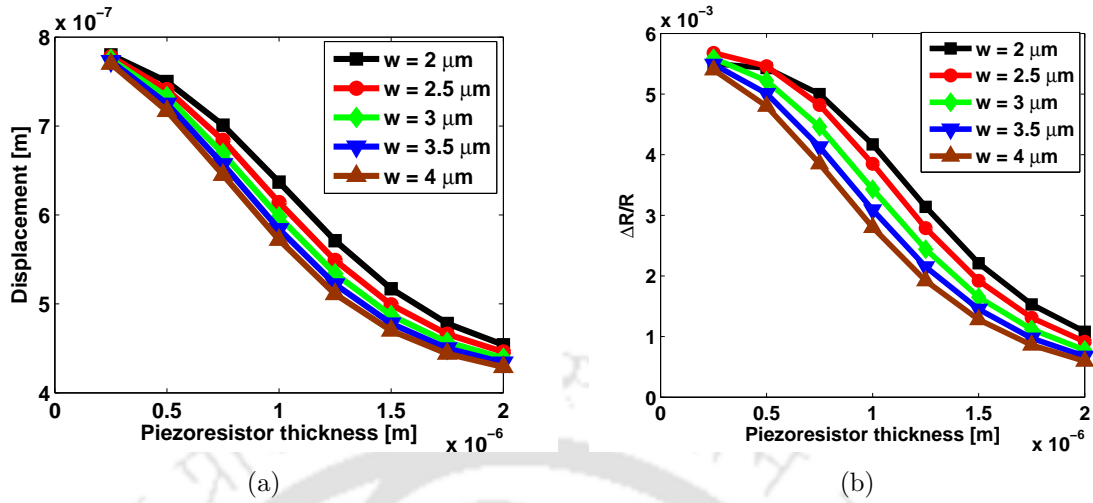 x 10⁻⁷
8
7
6
5
4
Displacement [m]
0
0.5
1
1.5
2
Piezoresistor thickness [m]
x 10⁻⁶
w = 2 μm
w = 2.5 μm
w = 3 μm
w = 3.5 μm
w = 4 μm
(a)
x 10⁻³
6
5
4
3
2
1
0
ΔR/R
0
0.5
1
1.5
2
Piezoresistor thickness [m]
x 10⁻⁶
w = 2 μm
w = 2.5 μm
w = 3 μm
w = 3.5 μm
w = 4 μm
(b)